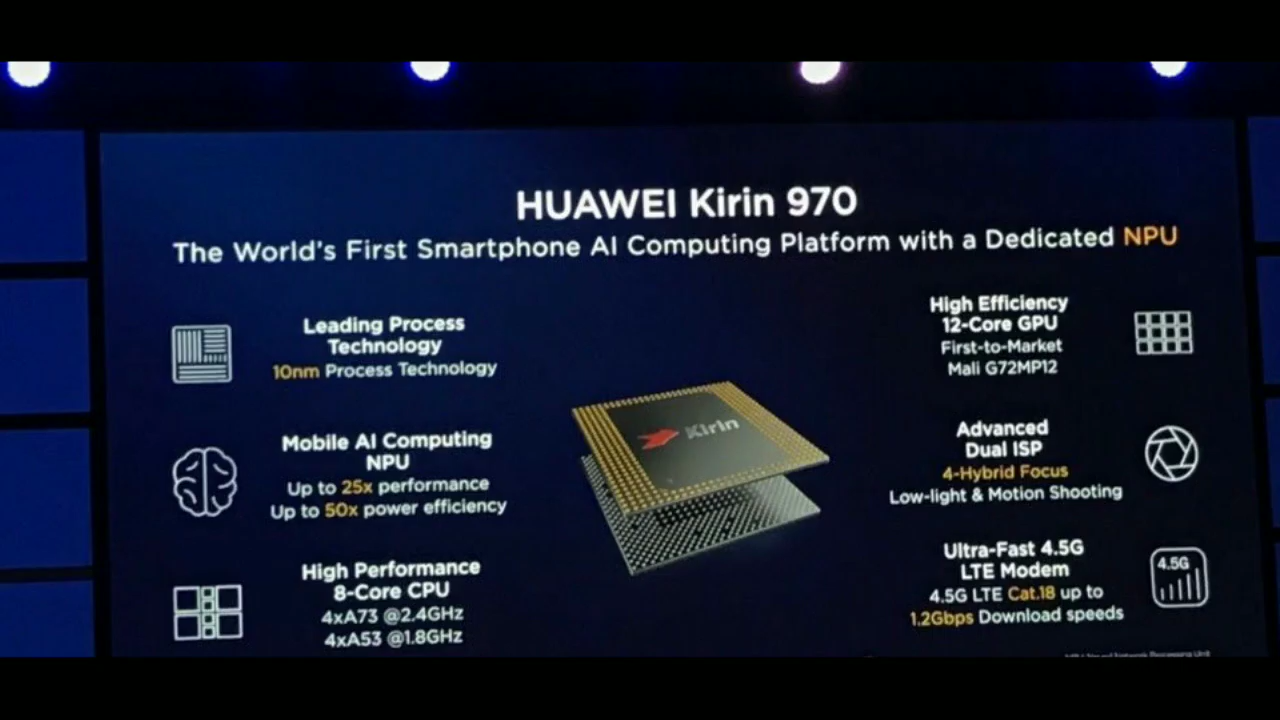 HUAWEI Kirin 970
The World's First Smartphone AI Computing Platform with a Dedicated NPU
Leading Process
Technology
10nm Process Technology
Mobile AI Computing
NPU
Up to 25x performance
Up to 50x power efficiency
High Performance
8-Core CPU
4xA73 @2.4GHz
4xA53 @1.8GHz
Kirin
High Efficiency
12-Core GPU
First-to-Market
Mali G72MP12
Advanced
Dual ISP
4-Hybrid Focus
Low-light & Motion Shooting
Ultra-Fast 4.5G
LTE Modem
4.5G LTE Cat.18 up to
1.2Gbps Download speeds
4.5G
Processing Unit